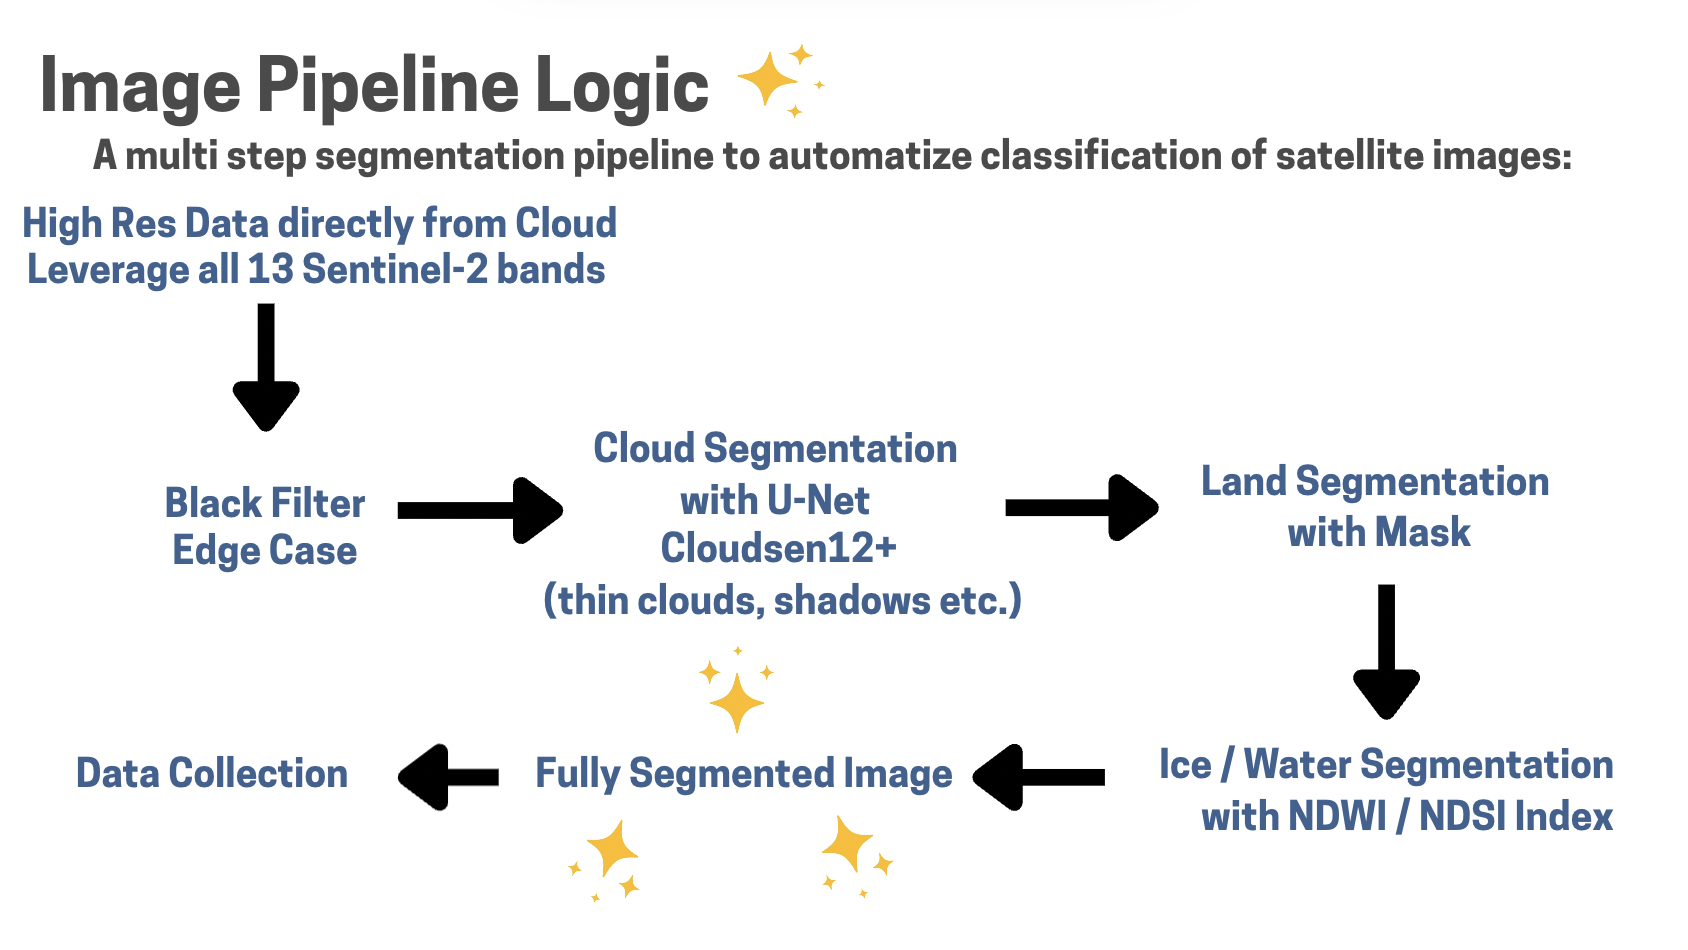 Image Pipeline Logic
A multi step segmentation pipeline to automatize classification of satellite images:
High Res Data directly from Cloud
Leverage all 13 Sentinel-2 bands
Black Filter
Edge Case
Cloud Segmentation
with U-Net
Cloudsen12+
(thin clouds, shadows etc.)
Land Segmentation
with Mask
Ice / Water Segmentation
with NDWI / NDSI Index
Fully Segmented Image
Data Collection